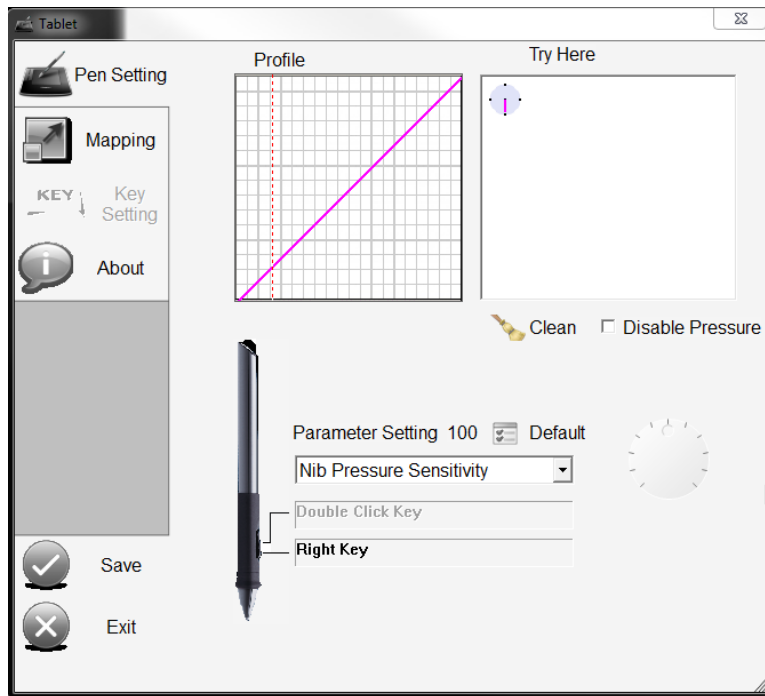 Tablet
Pen Setting
Profile
Try Here
Mapping
KEY
Key
Setting
About
Clean
Disable Pressure
Parameter Setting 100
Default
Nib Pressure Sensitivity
Double Click Key
Right Key
Save
Exit